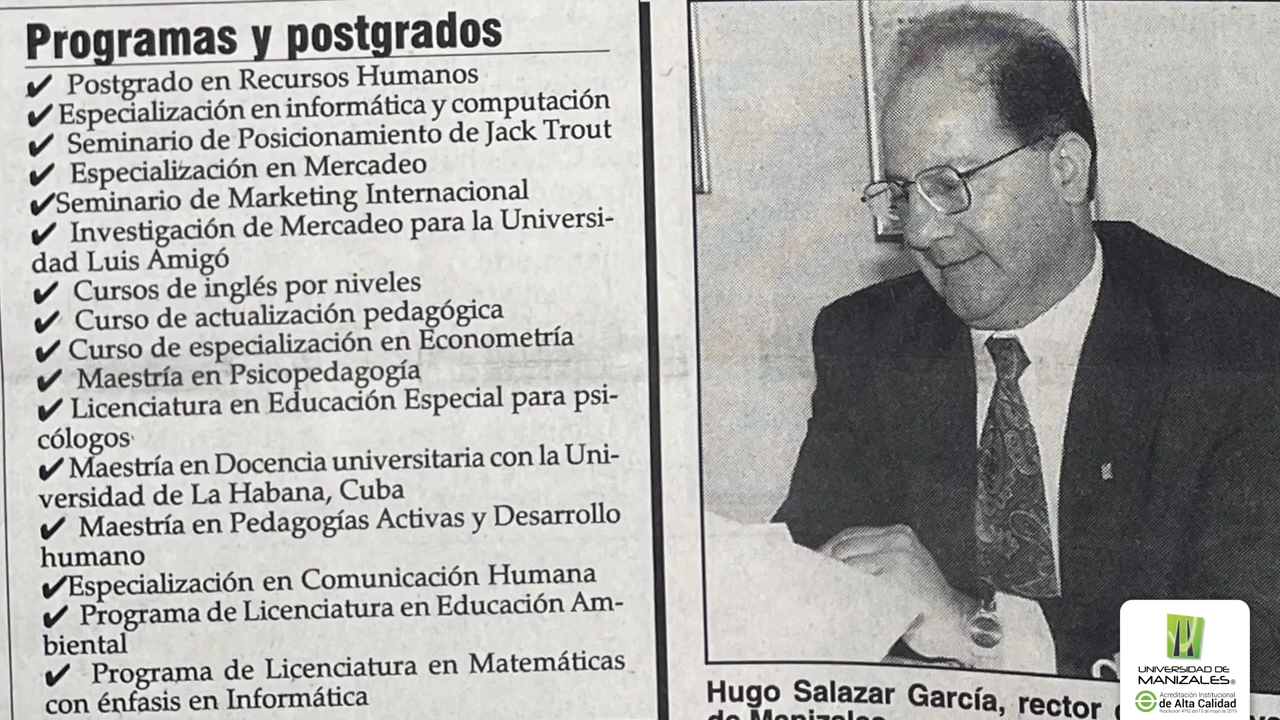 Programas y postgrados
✔ Postgrado en Recursos Humanos
✔ Especialización en informática y computación
✔ Seminario de Posicionamiento de Jack Trout
✔ Especialización en Mercadeo
✔Seminario de Marketing Internacional
✔ Investigación de Mercadeo para la Universi-
dad Luis Amigó
✔ Cursos de inglés por niveles
✔ Curso de actualización pedagógica
✔ Curso de especialización en Econometría
✔ Maestría en Psicopedagogía
✔ Licenciatura en Educación Especial para psi-
cólogos
✔ Maestría en Docencia universitaria con la Uni-
versidad de La Habana, Cuba
✔ Maestría en Pedagogías Activas y Desarrollo
humano
✔Especialización en Comunicación Humana
✔ Programa de Licenciatura en Educación Am-
biental
✔ Programa de Licenciatura en Matemáticas
con énfasis en Informática
Hugo Salazar García, rector
de Manizales
UNIVERSIDAD DE
MANIZALES®
Acreditación Institucional
de Alta Calidad